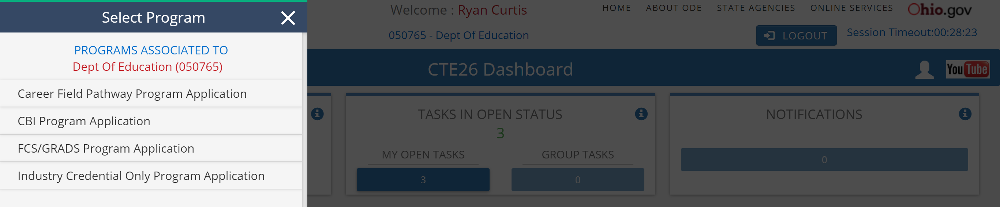 Select Program
PROGRAMS ASSOCIATED TO
Dept Of Education (050765)
Career Field Pathway Program Application
CBI Program Application
FCS/GRADS Program Application
Industry Credential Only Program Application
Welcome : Ryan Curtis
HOME ABOUT ODE STATE AGENCIES ONLINE SERVICES Ohio.gov
050765 - Dept Of Education
LOGOUT Session Timeout:00:28:23
CTE26 Dashboard
YouTube
TASKS IN OPEN STATUS
3
MY OPEN TASKS GROUP TASKS
3 0
NOTIFICATIONS
0